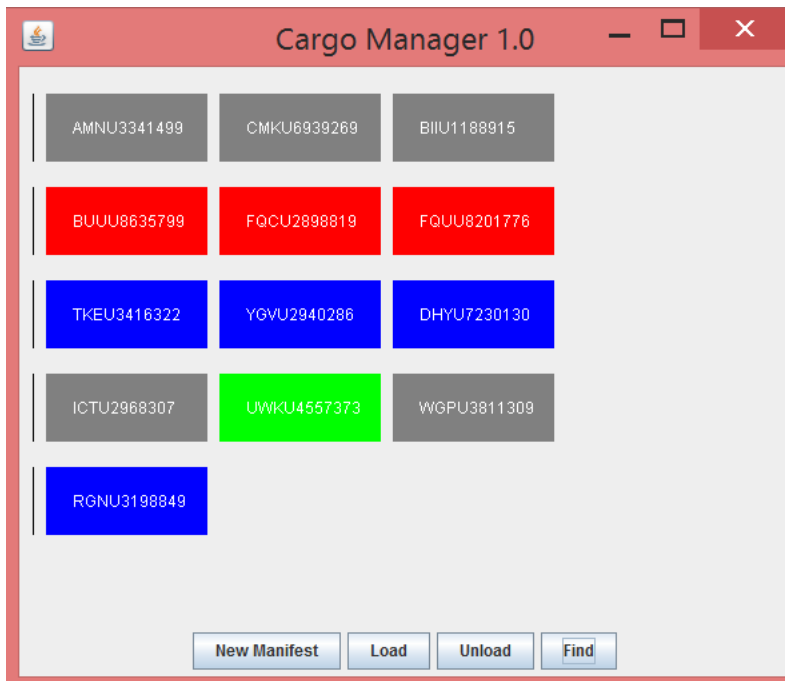 Cargo Manager 1.0
AMNU3341499 CMKU6939269 BIIU1188915
BUUU8635799 FQCU2898819 FQUU8201776
TKEU3416322 YGVU2940286 DHYU7230130
ICTU2968307 UWKU4557373 WGPU3811309
RGNU3198849
New Manifest Load Unload Find